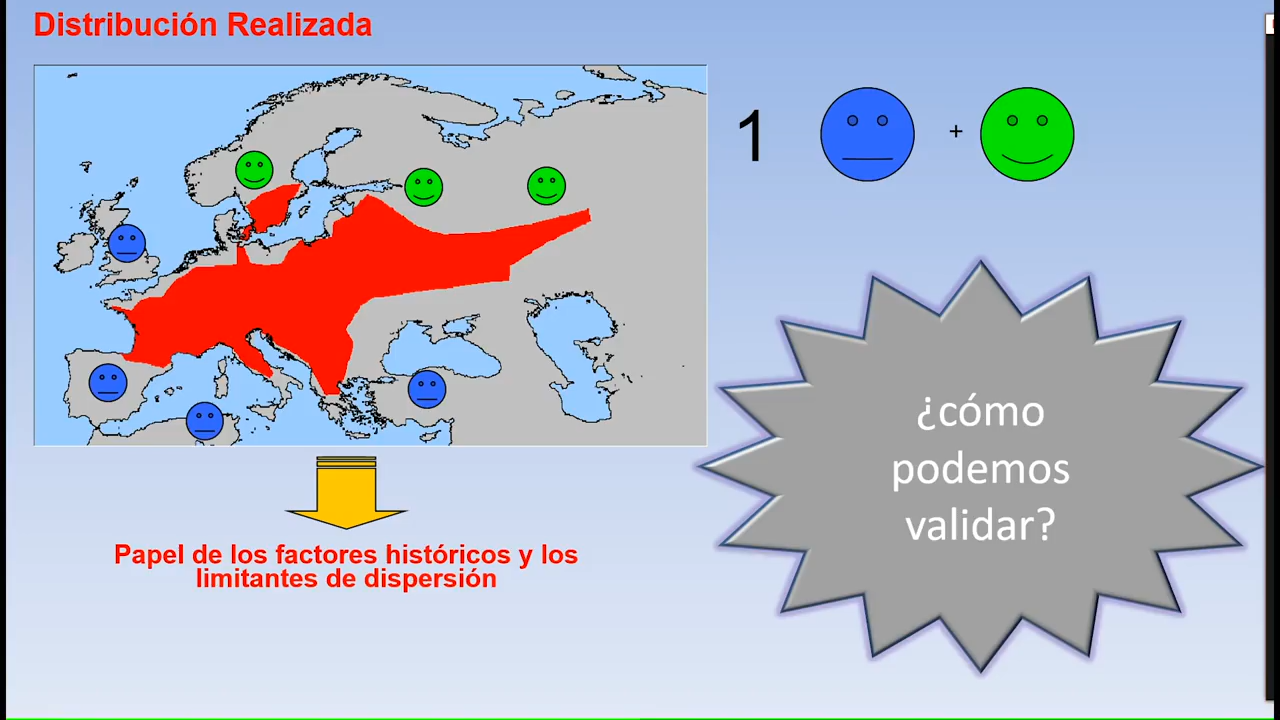 Distribución Realizada
1
+
¿cómo
podemos
validar?
Papel de los factores históricos y los
limitantes de dispersión